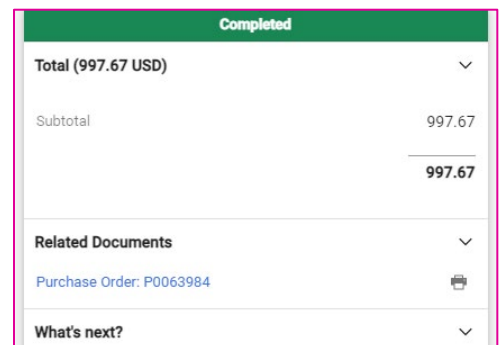 Completed
Total (997.67 USD)
Subtotal 997.67
997.67
Related Documents
Purchase Order: P0063984
What's next?